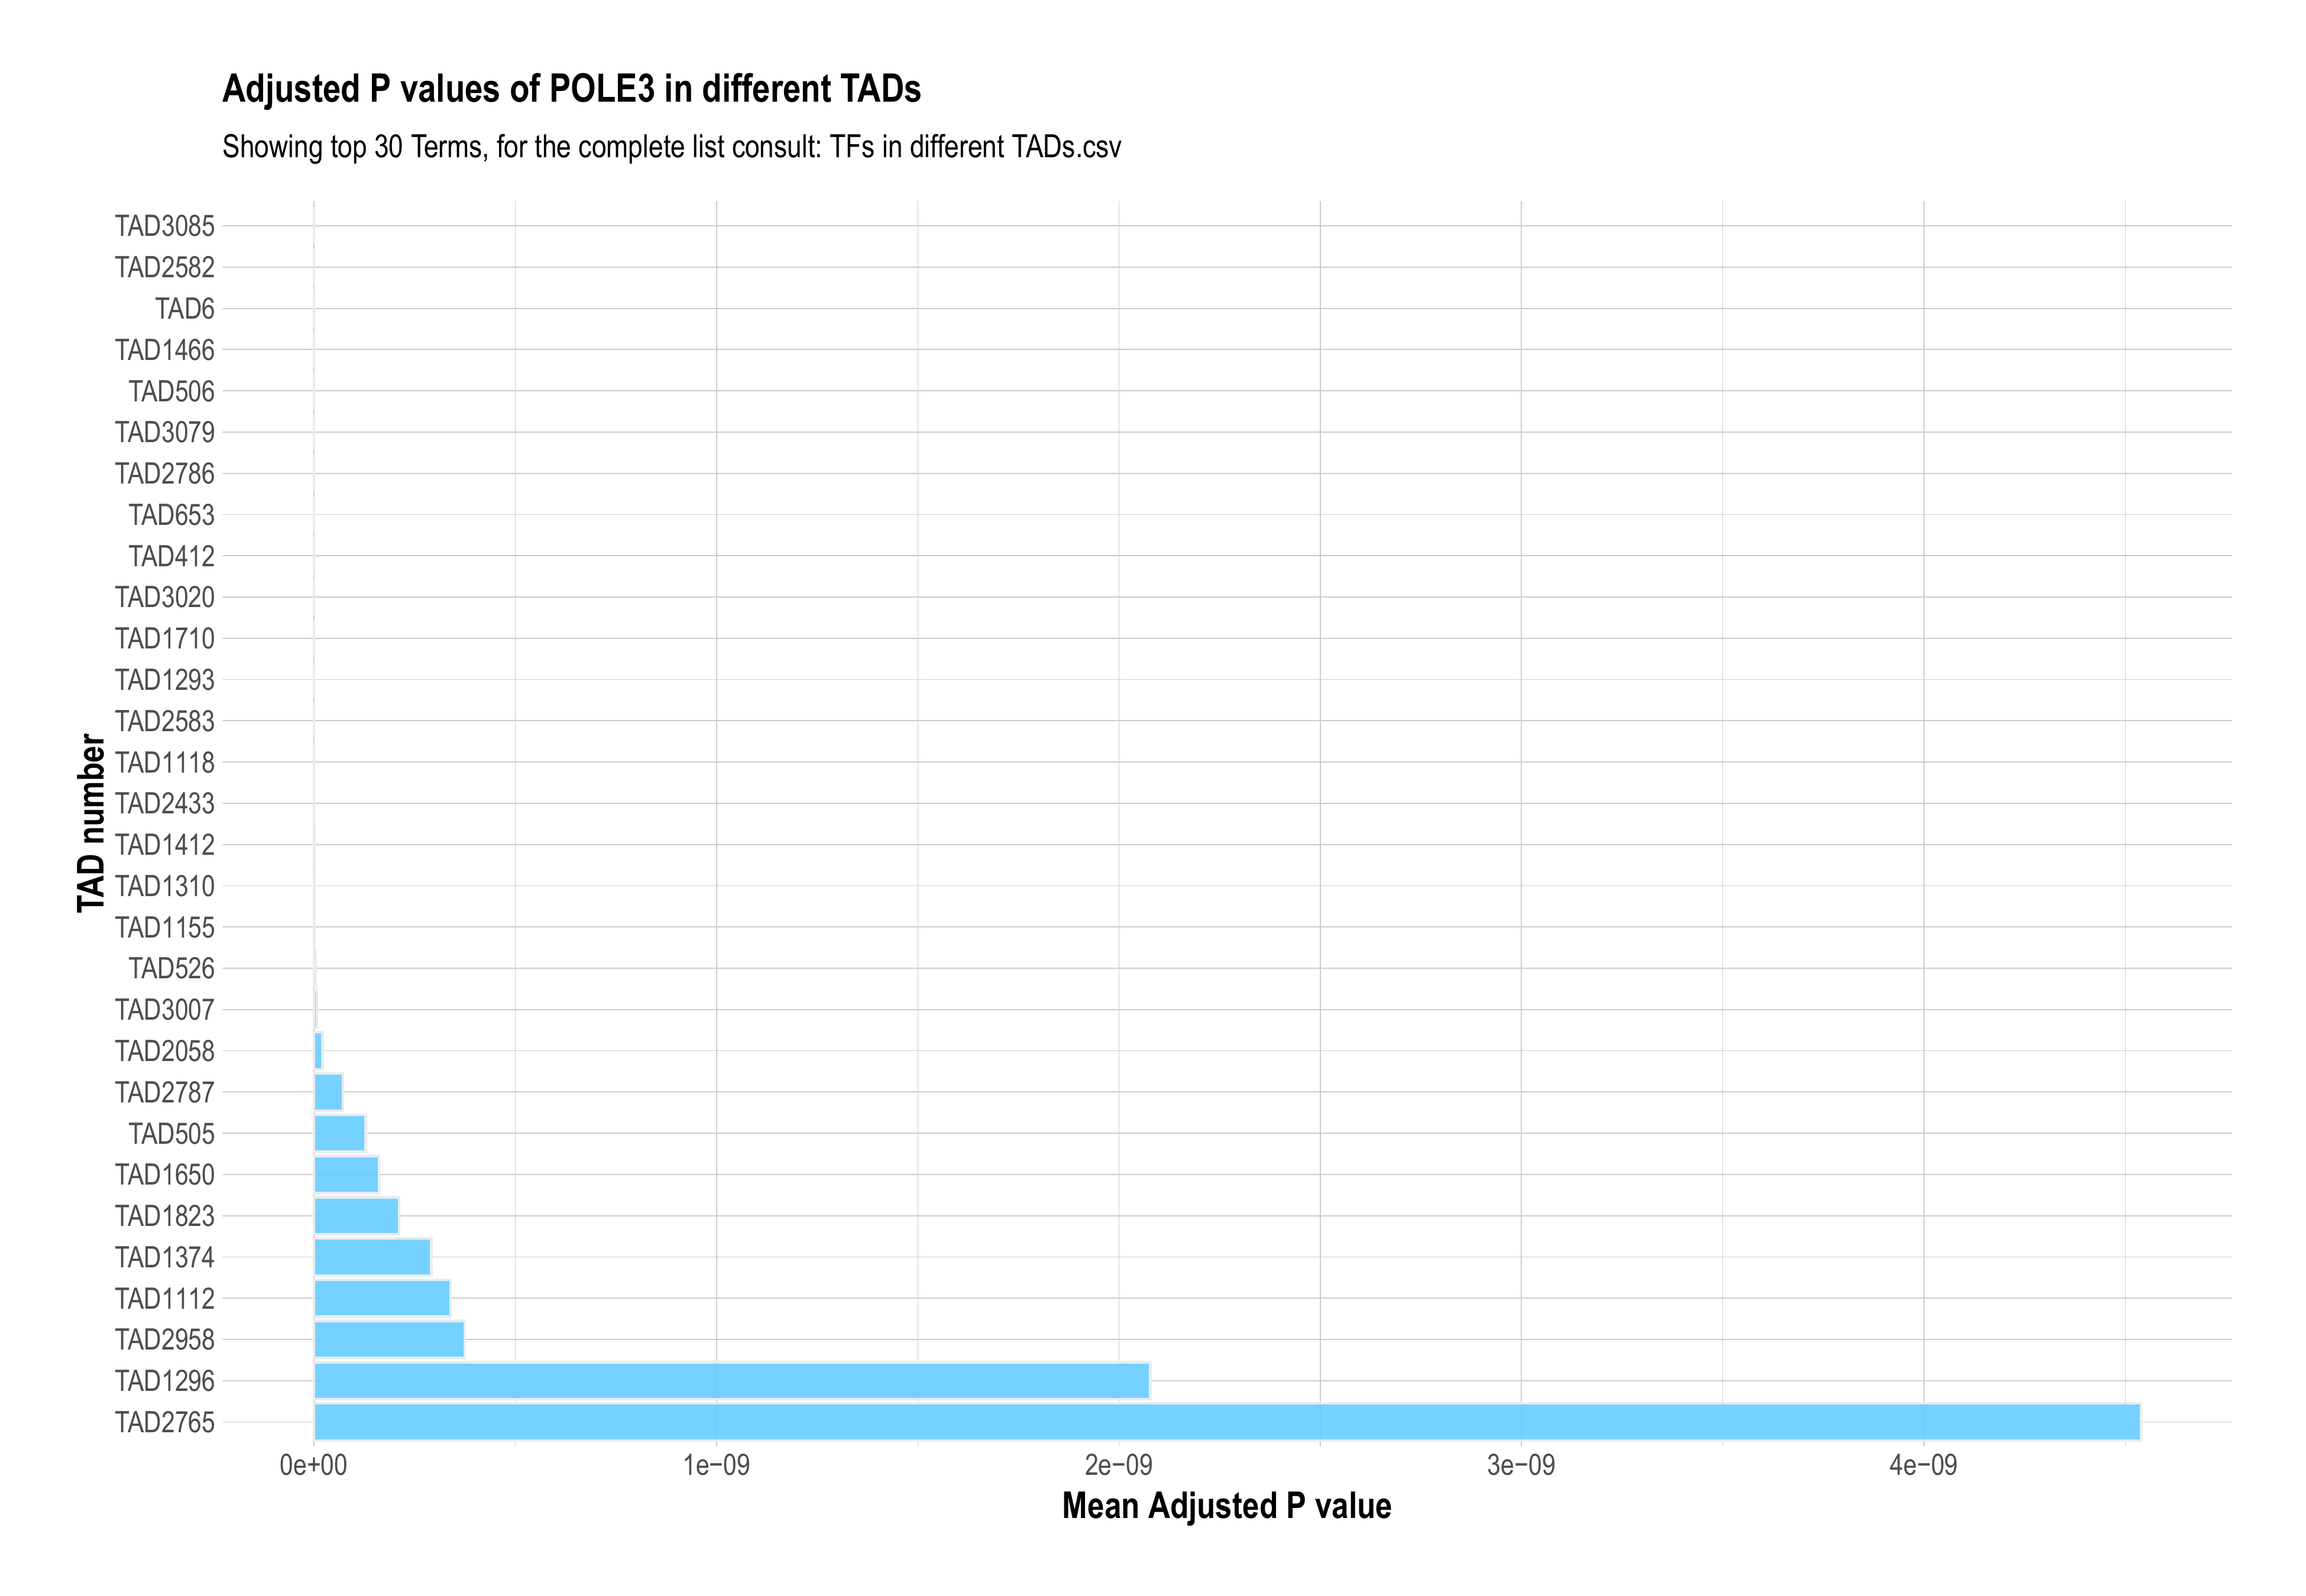 Adjusted P values of POLE3 in different TADs
Showing top 30 Terms, for the complete list consult: TFs in different TADs.csv
TAD number
TAD3085
TAD2582
TAD6
TAD1466
TAD506
TAD3079
TAD2786
TAD653
TAD412
TAD3020
TAD1710
TAD1293
TAD2583
TAD1118
TAD2433
TAD1412
TAD1310
TAD1155
TAD526
TAD3007
TAD2058
TAD2787
TAD505
TAD1650
TAD1823
TAD1374
TAD1112
TAD2958
TAD1296
TAD2765
0e+00 1e−09 2e−09 3e−09 4e−09
Mean Adjusted P value